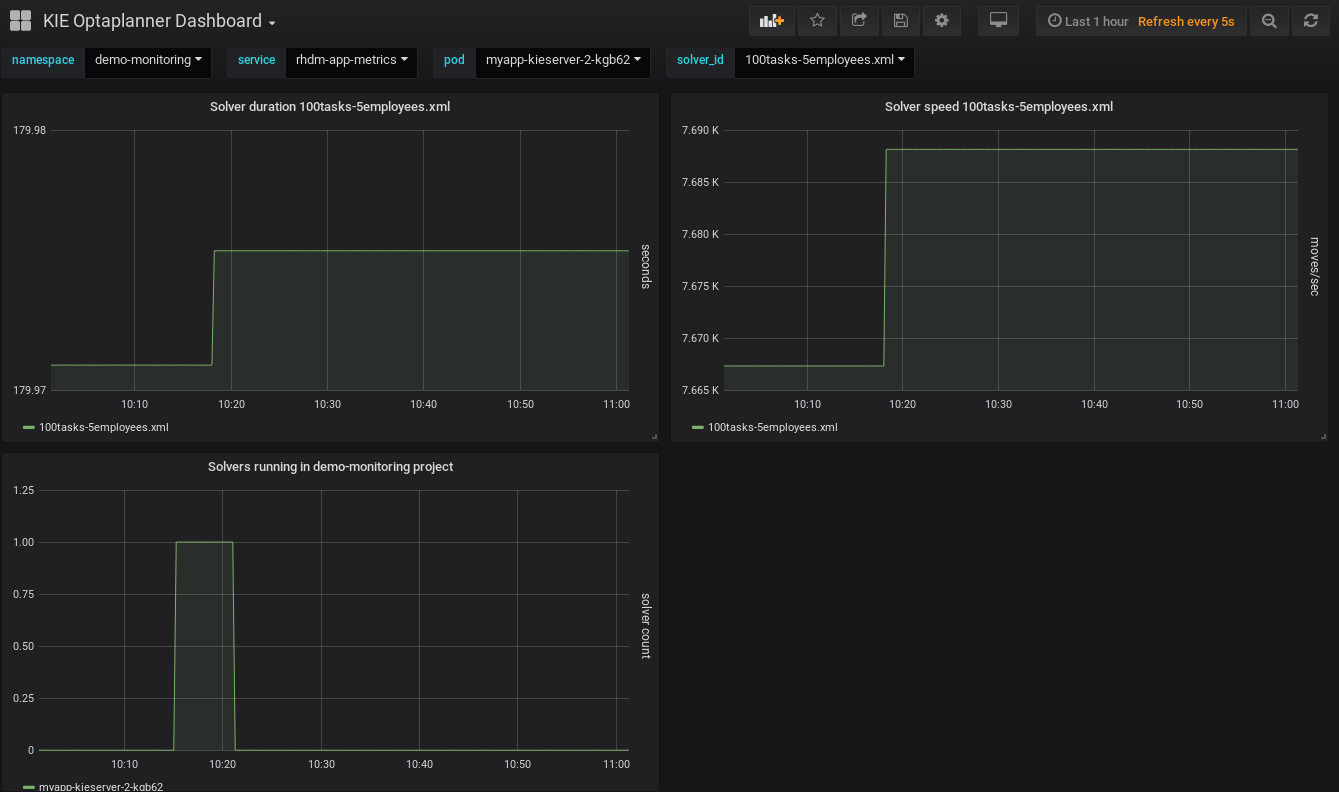 KIE Optaplanner Dashboard
Last 1 hour Refresh every 5s
namespace demo-monitoring service rhdm-app-metrics pod myapp-kieserver-2-kgb62 solver_id 100tasks-5employees.xml
Solver duration 100tasks-5employees.xml
179.98
179.97
seconds
10:10 10:20 10:30 10:40 10:50 11:00
100tasks-5employees.xml
Solver speed 100tasks-5employees.xml
7.690 K
7.685 K
7.680 K
7.675 K
7.670 K
7.665 K
moves/sec
10:10 10:20 10:30 10:40 10:50 11:00
100tasks-5employees.xml
Solvers running in demo-monitoring project
1.25
1.00
0.75
0.50
0.25
0
solver count
10:10 10:20 10:30 10:40 10:50 11:00
myapp-kieserver-2-kgb62